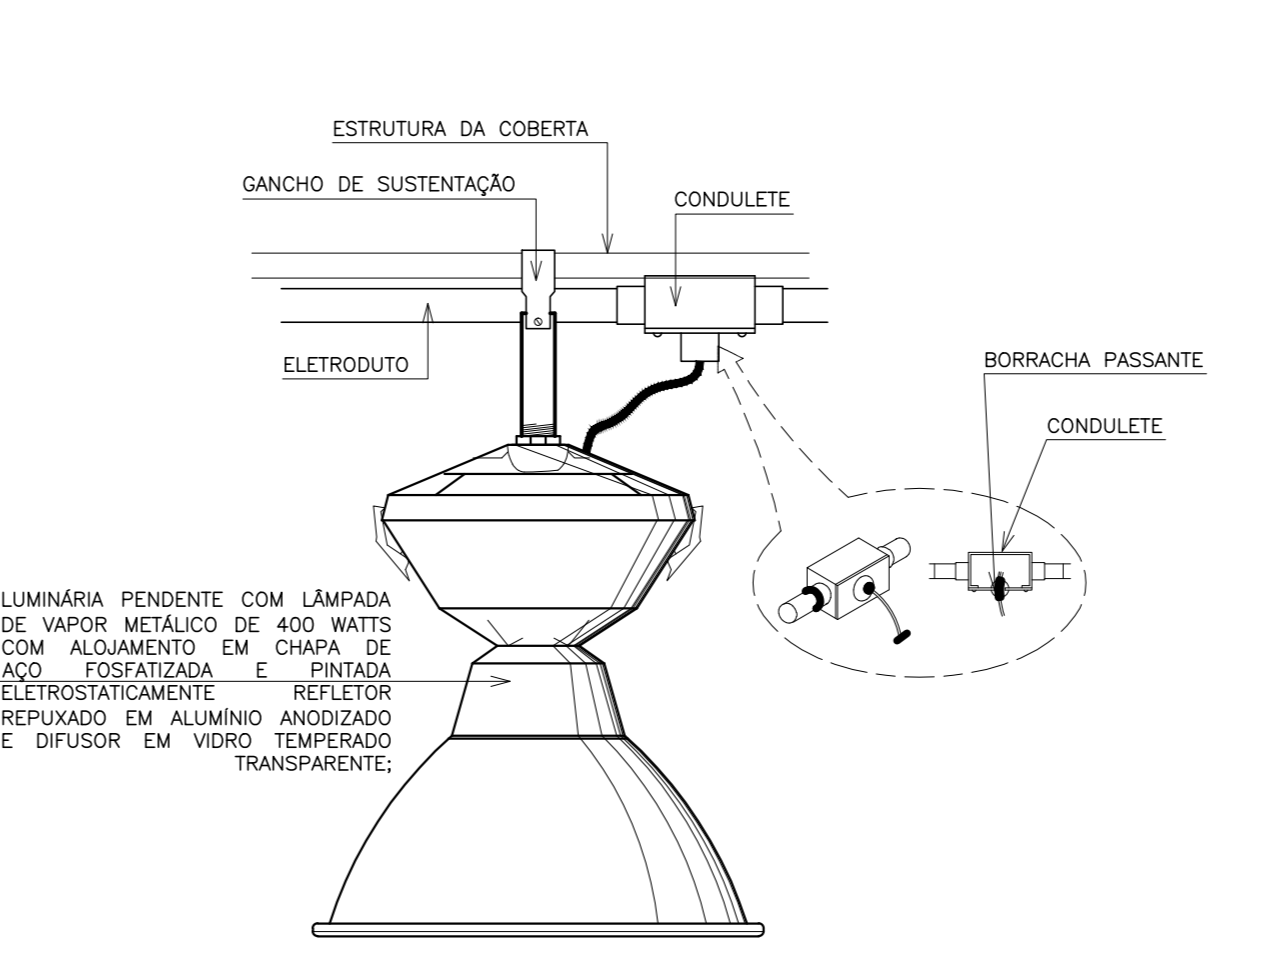 ESTRUTURA DA COBERTA
GANCHO DE SUSTENTAÇÃO
CONDULETE
ELETRODUTO
BORRACHA PASSANTE
CONDULETE
LUMINÁRIA PENDENTE COM LÂMPADA
DE VAPOR METÁLICO DE 400 WATTS
COM ALOJAMENTO EM CHAPA DE
AÇO FOSFATIZADA E PINTADA
ELETROSTATICAMENTE REFLETOR
REPUXADO EM ALUMÍNIO ANODIZADO
E DIFUSOR EM VIDRO TEMPERADO
TRANSPARENTE;